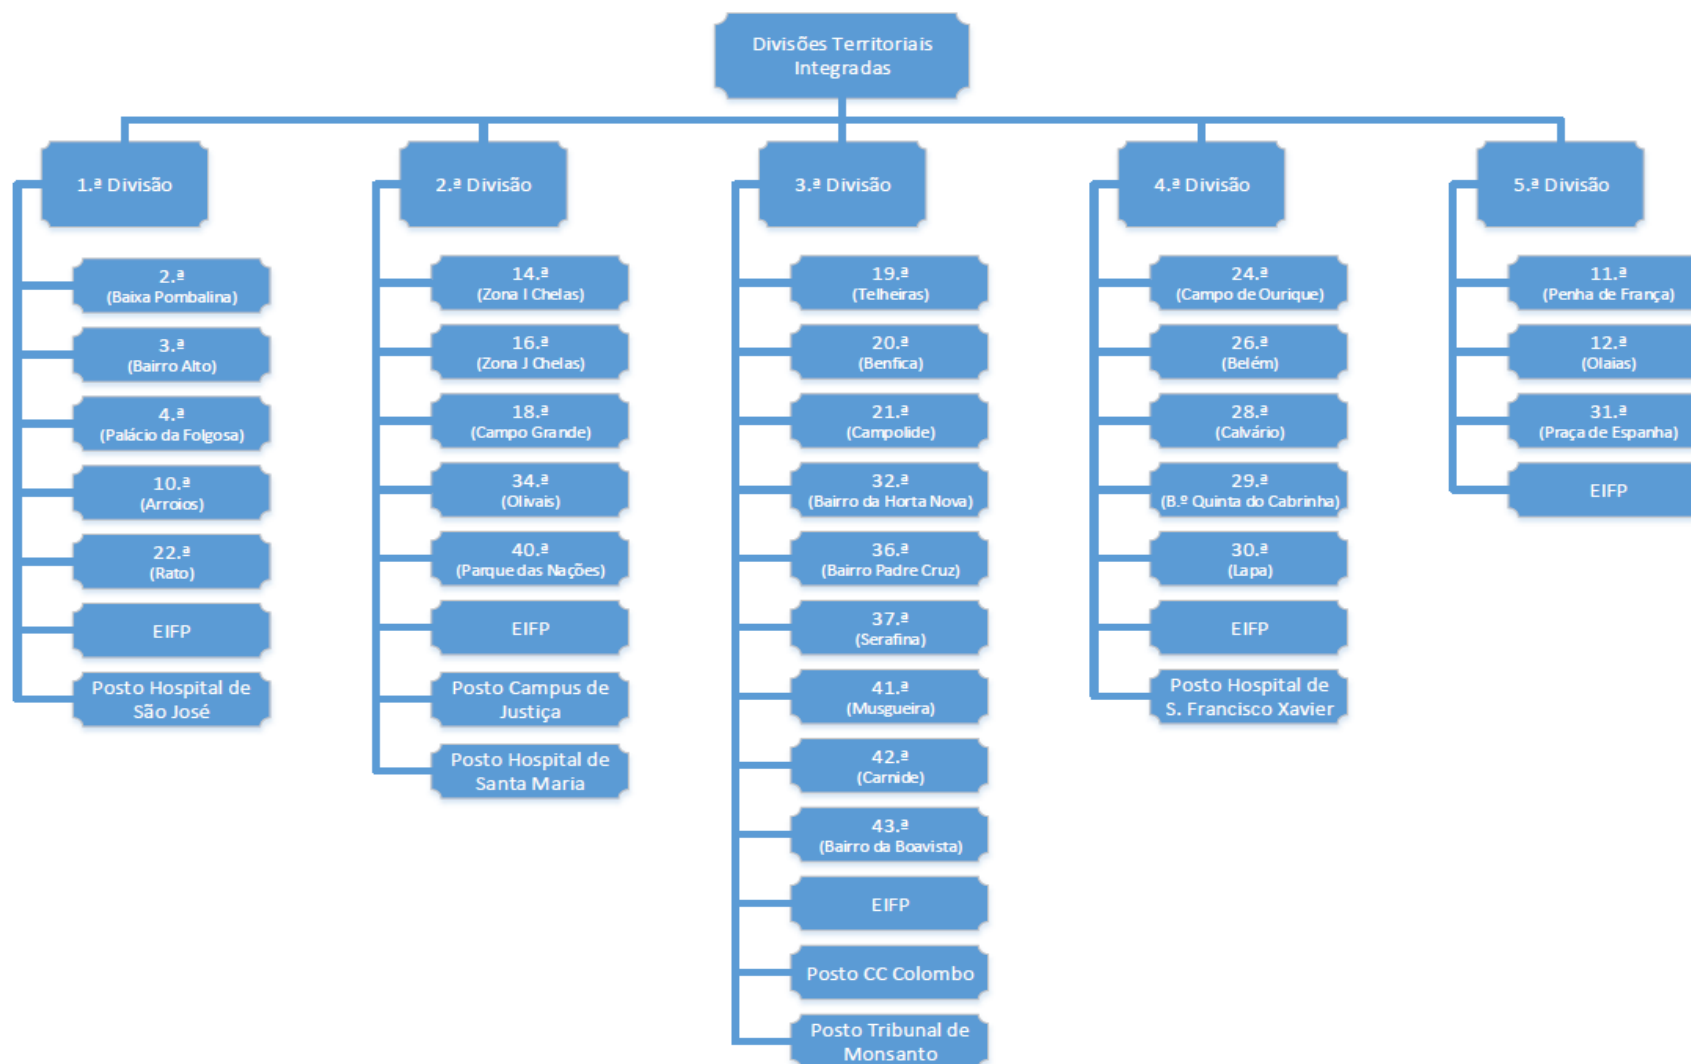 Divisões Territoriais
Integradas
1.ª Divisão
2.ª
(Baixa Pombalina)
3.ª
(Bairro Alto)
4.ª
(Palácio da Folgosa)
10.ª
(Arroios)
22.ª
(Rato)
EIFP
Posto Hospital de
São José
2.ª Divisão
14.ª
(Zona I Chelas)
16.ª
(Zona J Chelas)
18.ª
(Campo Grande)
34.ª
(Olivais)
40.ª
(Parque das Nações)
EIFP
Posto Campus de
Justiça
Posto Hospital de
Santa Maria
3.ª Divisão
19.ª
(Telheiras)
20.ª
(Benfica)
21.ª
(Campolide)
32.ª
(Bairro da Horta Nova)
36.ª
(Bairro Padre Cruz)
37.ª
(Serafina)
41.ª
(Musgueira)
42.ª
(Carnide)
43.ª
(Bairro da Boavista)
EIFP
Posto CC Colombo
Posto Tribunal de
Monsanto
4.ª Divisão
24.ª
(Campo de Ourique)
26.ª
(Belém)
28.ª
(Calvário)
29.ª
(B.º Quinta do Cabrinha)
30.ª
(Lapa)
EIFP
Posto Hospital de
S. Francisco Xavier
5.ª Divisão
11.ª
(Penha de França)
12.ª
(Olaias)
31.ª
(Praça de Espanha)
EIFP